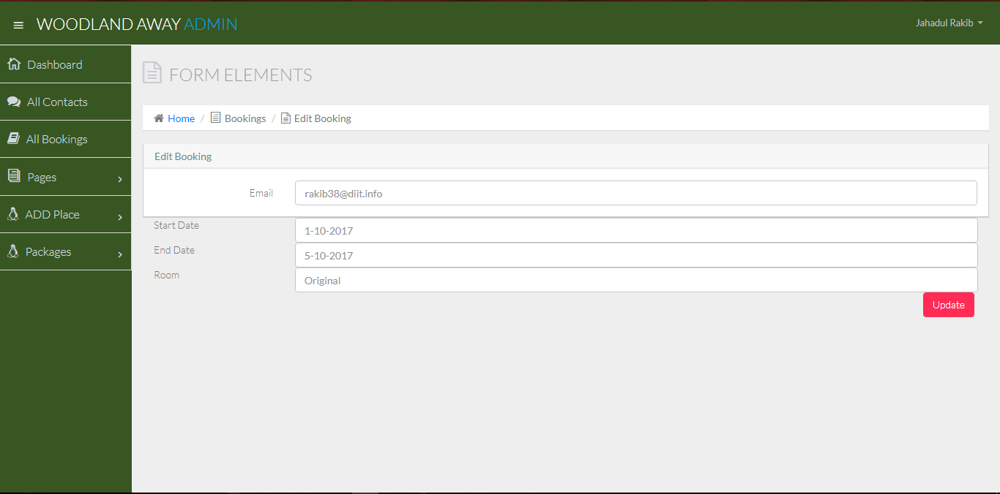 WOODLAND AWAY ADMIN
Jahadul Rakib
Dashboard
All Contacts
All Bookings
Pages
ADD Place
Packages
FORM ELEMENTS
Home / Bookings / Edit Booking
Edit Booking
Email rakib38@diit.info
Start Date 1-10-2017
End Date 5-10-2017
Room Original
Update